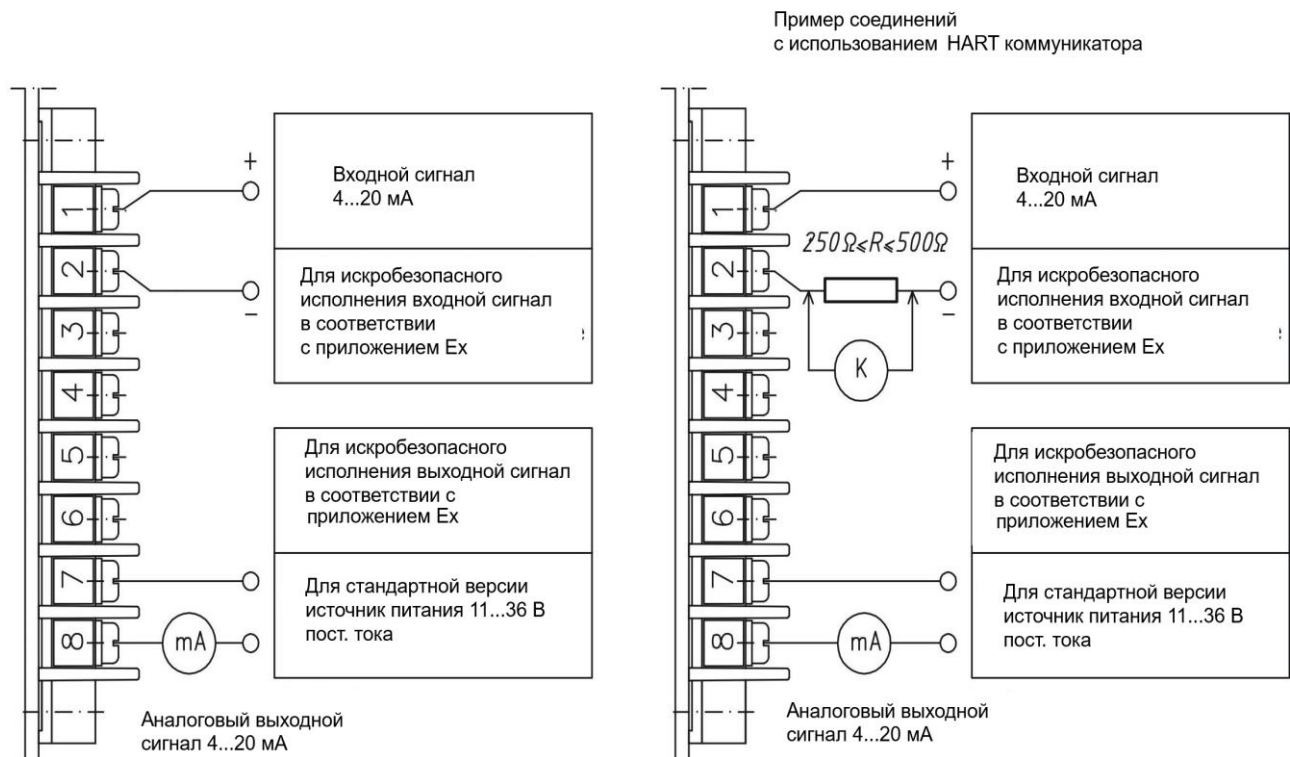 Пример соединений
с использованием HART коммуникатора
+
Входной сигнал
4...20 мА
1
2
3
4
5
6
7
8
−
Для искробезопасного
исполнения входной сигнал
в соответствии
с приложением Ex
Для искробезопасного
исполнения выходной сигнал
в соответствии с
приложением Ex
Для стандартной версии
источник питания 11...36 В
пост. тока
mA
Аналоговый выходной
сигнал 4...20 мА
+
Входной сигнал
4...20 мА
1
2
3
4
5
6
7
8
250Ω≤R≤500Ω
−
K
Для искробезопасного
исполнения входной сигнал
в соответствии
с приложением Ex
Для искробезопасного
исполнения выходной сигнал
в соответствии с
приложением Ex
Для стандартной версии
источник питания 11...36 В
пост. тока
mA
Аналоговый выходной
сигнал 4...20 мА